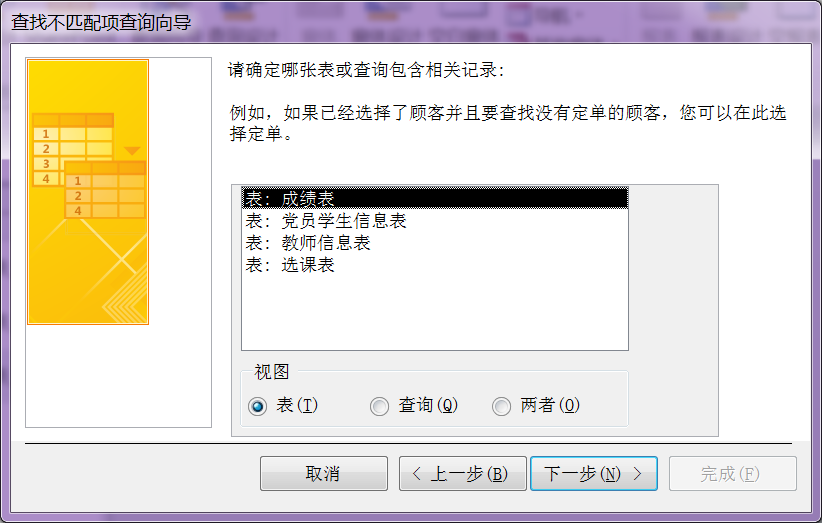 查找不匹配项查询向导
请确定哪张表或查询包含相关记录:
例如，如果已经选择了顾客并且要查找没有定单的顾客，您可以在此选
择定单。
1
2
3
4
1
2
4
表: 成绩表
表: 党员学生信息表
表: 教师信息表
表: 选课表
视图
表(T) 查询(Q) 两者(O)
取消 < 上一步(B) 下一步(N) > 完成(F)